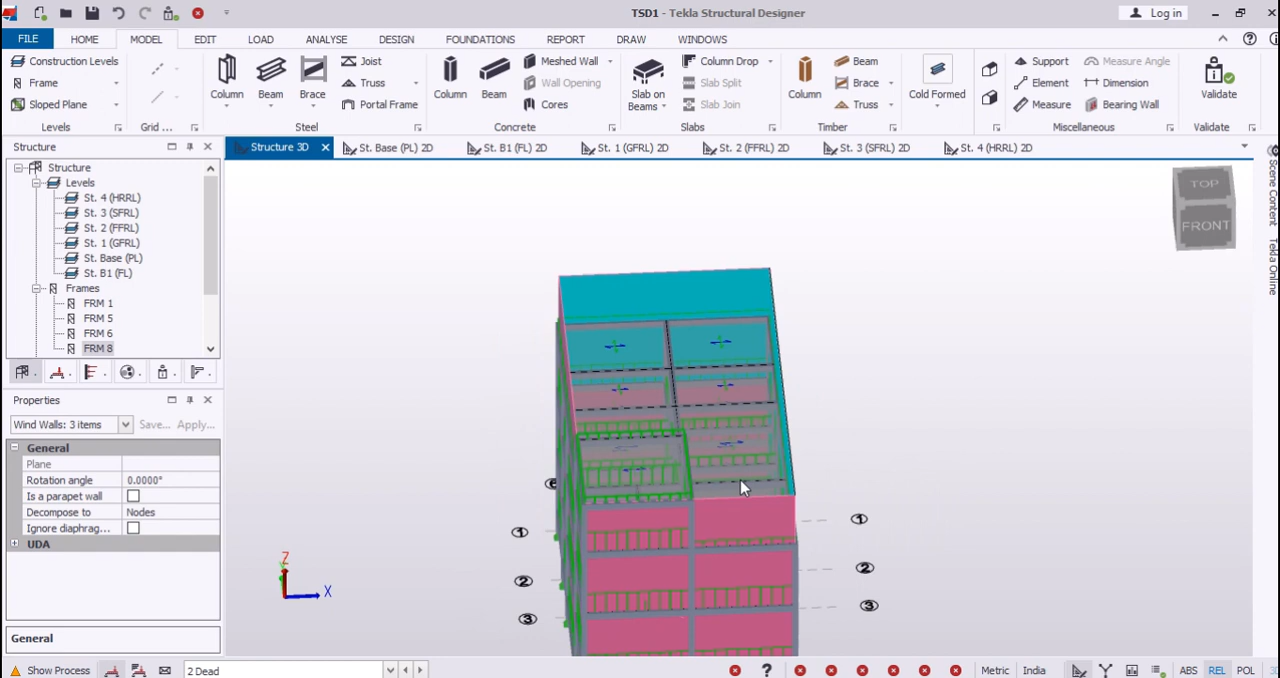 TSD1 - Tekla Structural Designer
Log in
FILE HOME MODEL EDIT LOAD ANALYSE DESIGN FOUNDATIONS REPORT DRAW WINDOWS
Construction Levels
Frame
Sloped Plane
Levels
Grid ...
Column
Beam
Brace
Joist
Truss
Portal Frame
Steel
Column
Beam
Meshed Wall
Wall Opening
Cores
Concrete
Slab on Beams
Column Drop
Slab Split
Slab Join
Slabs
Column
Beam
Brace
Truss
Timber
Cold Formed
Support
Element
Measure
Measure Angle
Dimension
Bearing Wall
Miscellaneous
Validate
Validate
Structure
Structure 3D
St. Base (PL) 2D
St. B1 (FL) 2D
St. 1 (GFRL) 2D
St. 2 (FFRL) 2D
St. 3 (SFRL) 2D
St. 4 (HRRL) 2D
Structure
Levels
St. 4 (HRRL)
St. 3 (SFRL)
St. 2 (FFRL)
St. 1 (GFRL)
St. Base (PL)
St. B1 (FL)
Frames
FRM 1
FRM 5
FRM 6
FRM 8
Properties
Wind Walls: 3 items
Save...
Apply...
General
Plane
Rotation angle 0.0000°
Is a parapet wall
Decompose to Nodes
Ignore diaphrag...
UDA
General
TOP
FRONT
Scene Content
Tekla Online
1
1
2
2
3
3
Z
X
Show Process
2 Dead
Metric
India
ABS
REL
POL